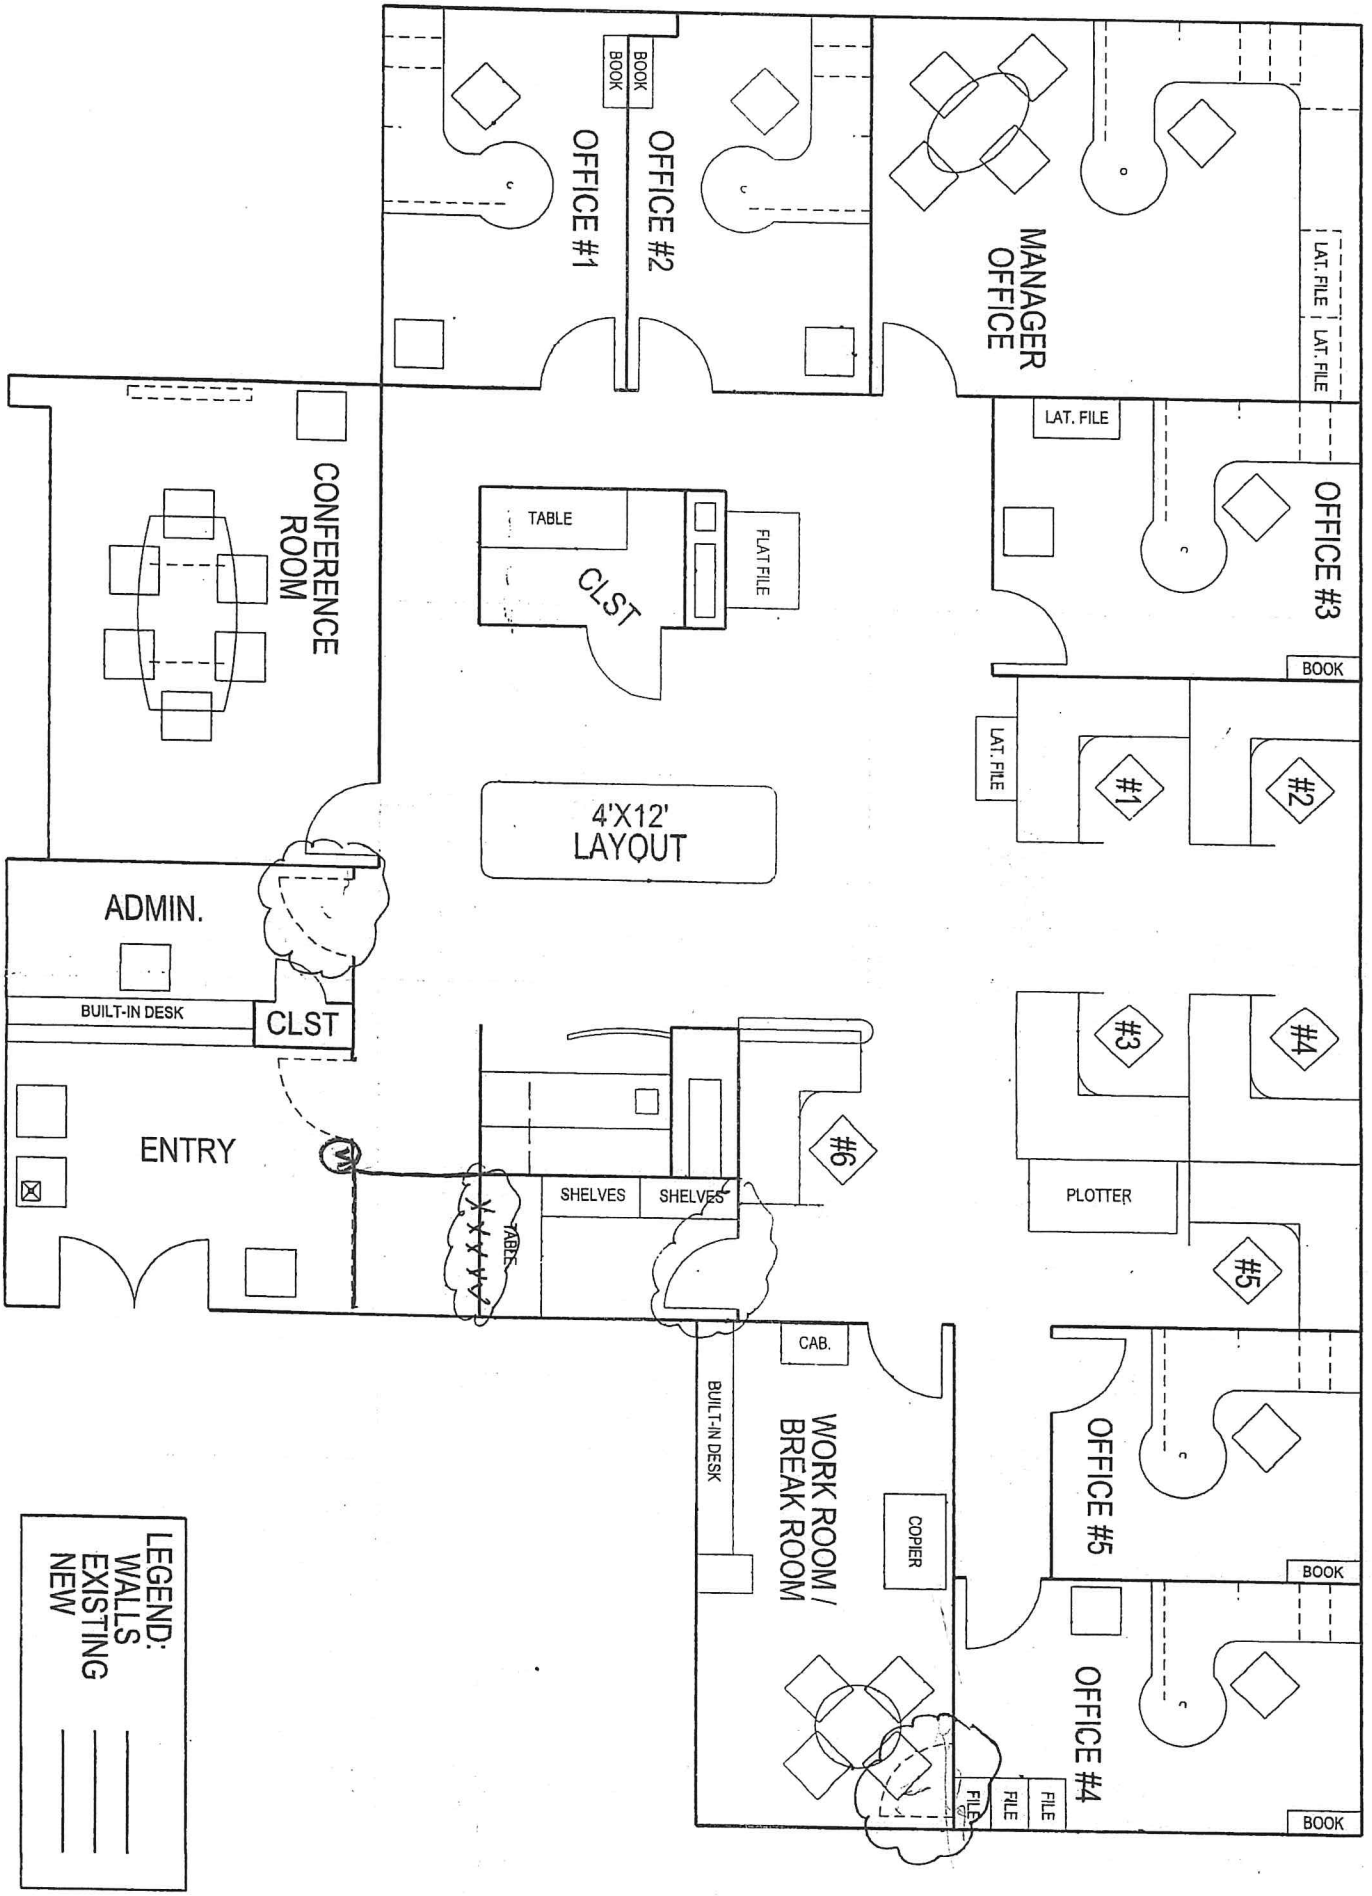 BOOK
BOOK
OFFICE #1
OFFICE #2
MANAGER
OFFICE
LAT. FILE
LAT. FILE
LAT. FILE
OFFICE #3
BOOK
CONFERENCE
ROOM
TABLE
CLST
FLAT FILE
LAT. FILE
#1
#2
4'X12'
LAYOUT
ADMIN.
BUILT-IN DESK
CLST
#3
#4
ENTRY
#6
SHELVES
SHELVES
TABLE
PLOTTER
#5
CAB.
BUILT-IN DESK
WORK ROOM /
BREAK ROOM
COPIER
OFFICE #5
BOOK
OFFICE #4
FILE
FILE
FILE
BOOK
LEGEND:
WALLS
EXISTING
NEW